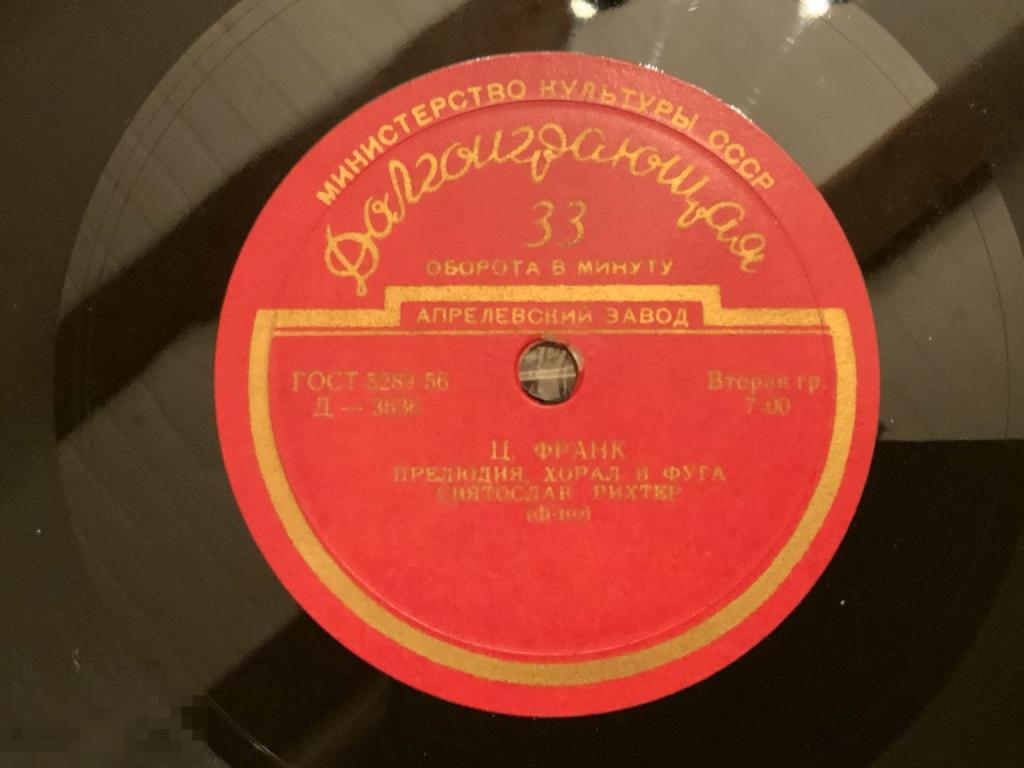 МИНИСТЕРСТВО КУЛЬТУРЫ СССР
Долгоиграющая
33
ОБОРОТА В МИНУТУ
АПРЕЛЕВСКИЙ ЗАВОД
ГОСТ 5289-56
Вторая гр.
Д — 3636
7-00
Ц. ФРАНК
ПРЕЛЮДИЯ, ХОРАЛ И ФУГА
СВЯТОСЛАВ РИХТЕР
(ф-но)